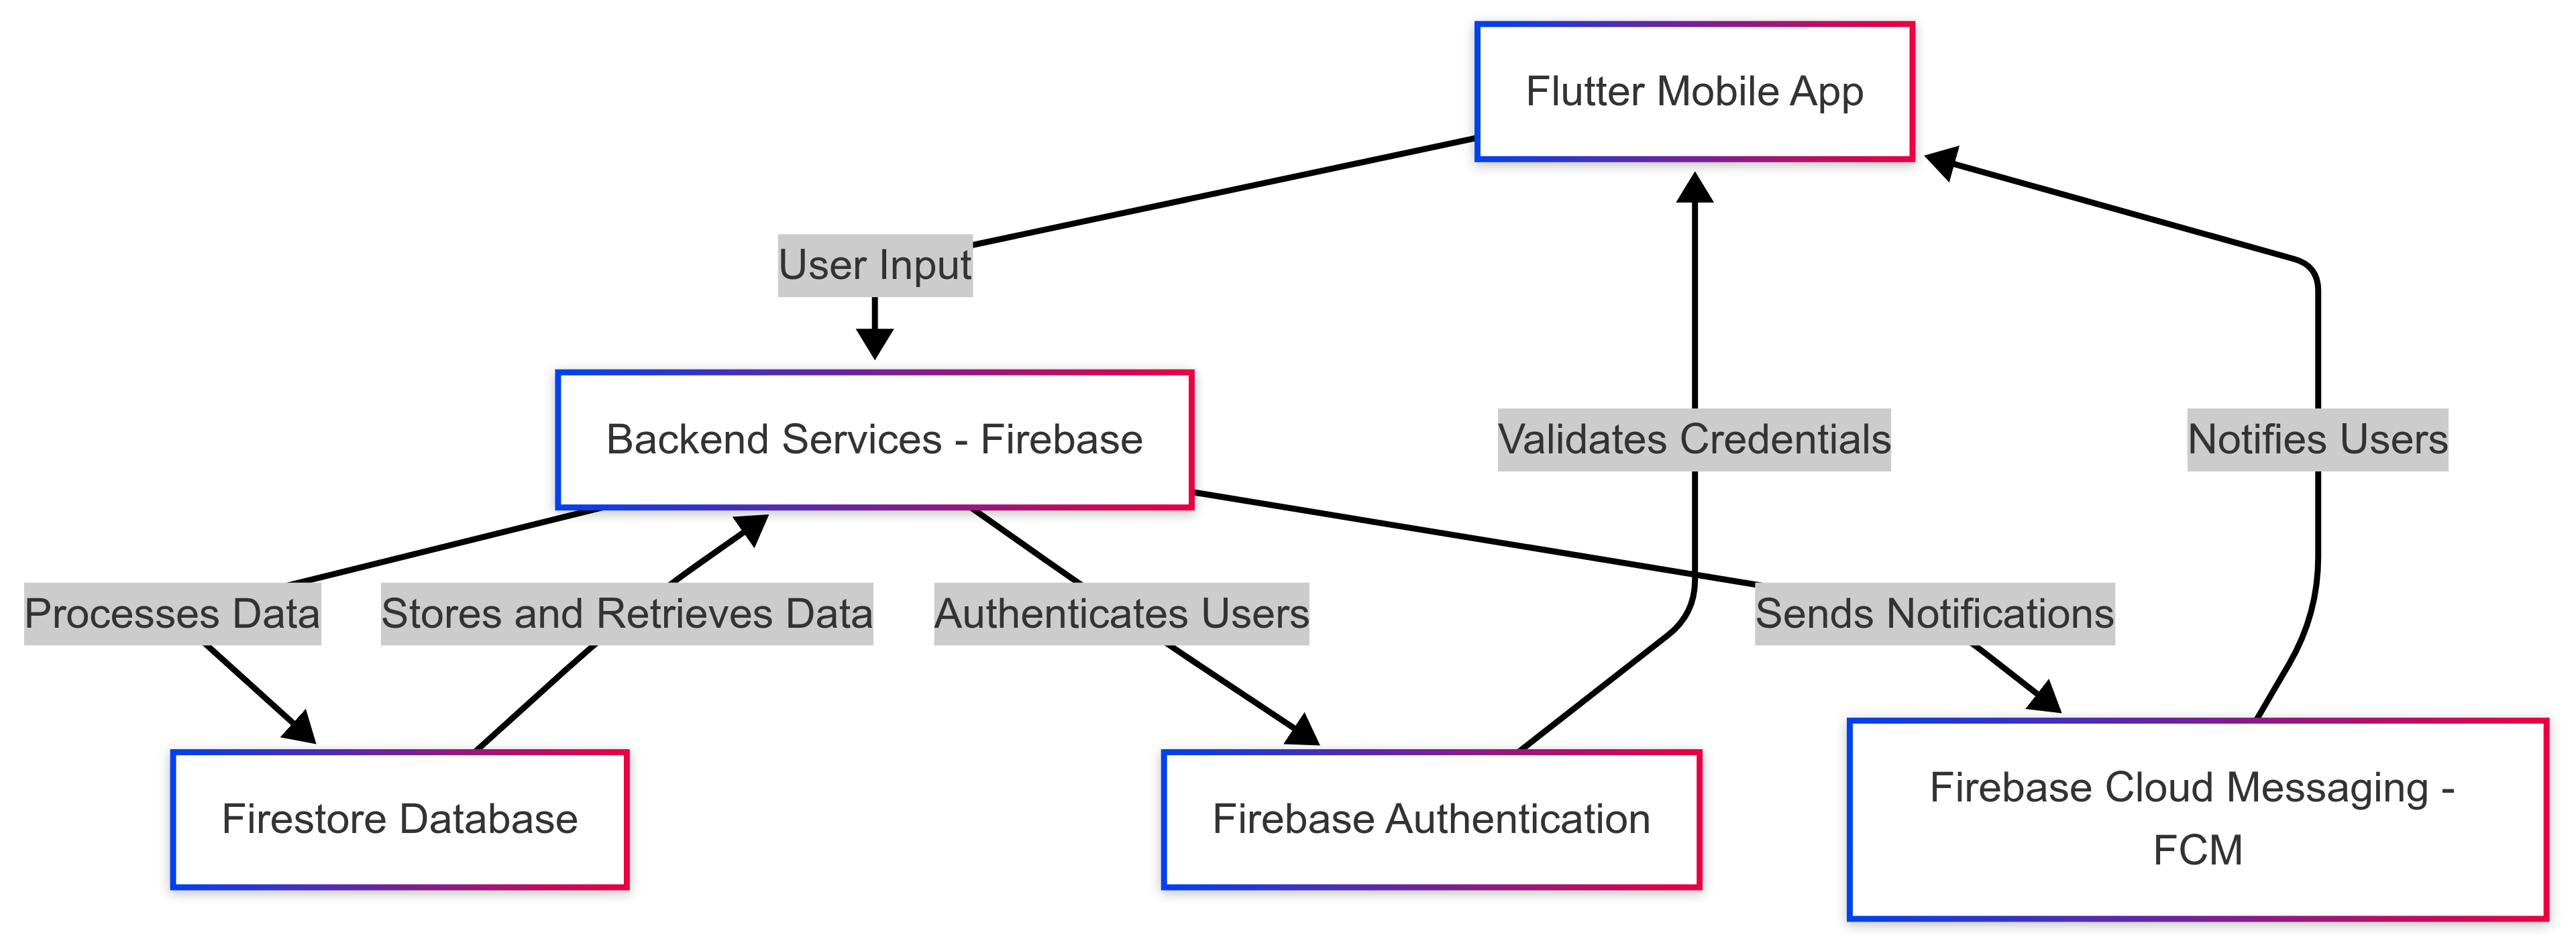 Flutter Mobile App
User Input
Backend Services - Firebase
Validates Credentials
Notifies Users
Processes Data
Stores and Retrieves Data
Authenticates Users
Sends Notifications
Firestore Database
Firebase Authentication
Firebase Cloud Messaging -
FCM